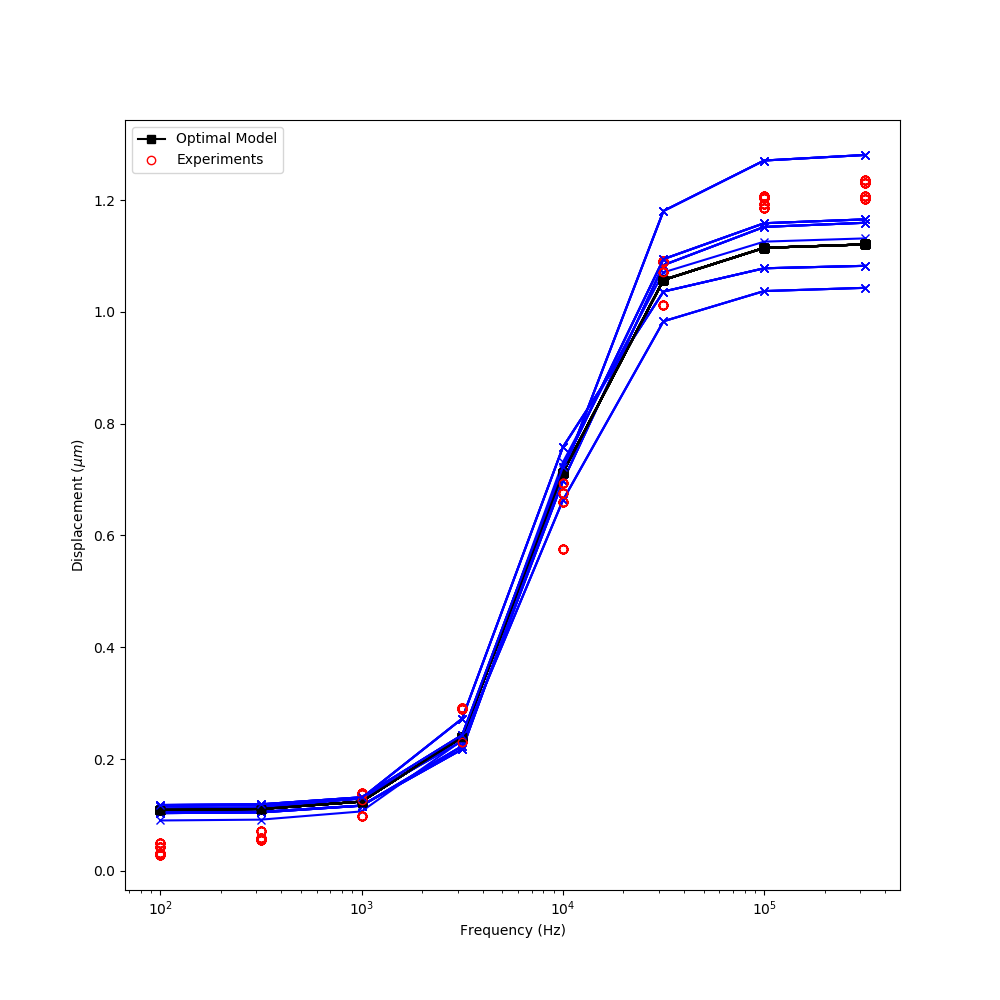 Optimal Model
Experiments
1.2
1.0
0.8
0.6
0.4
0.2
0.0
Displacement (μm)
10² 10³ 10⁴ 10⁵
Frequency (Hz)